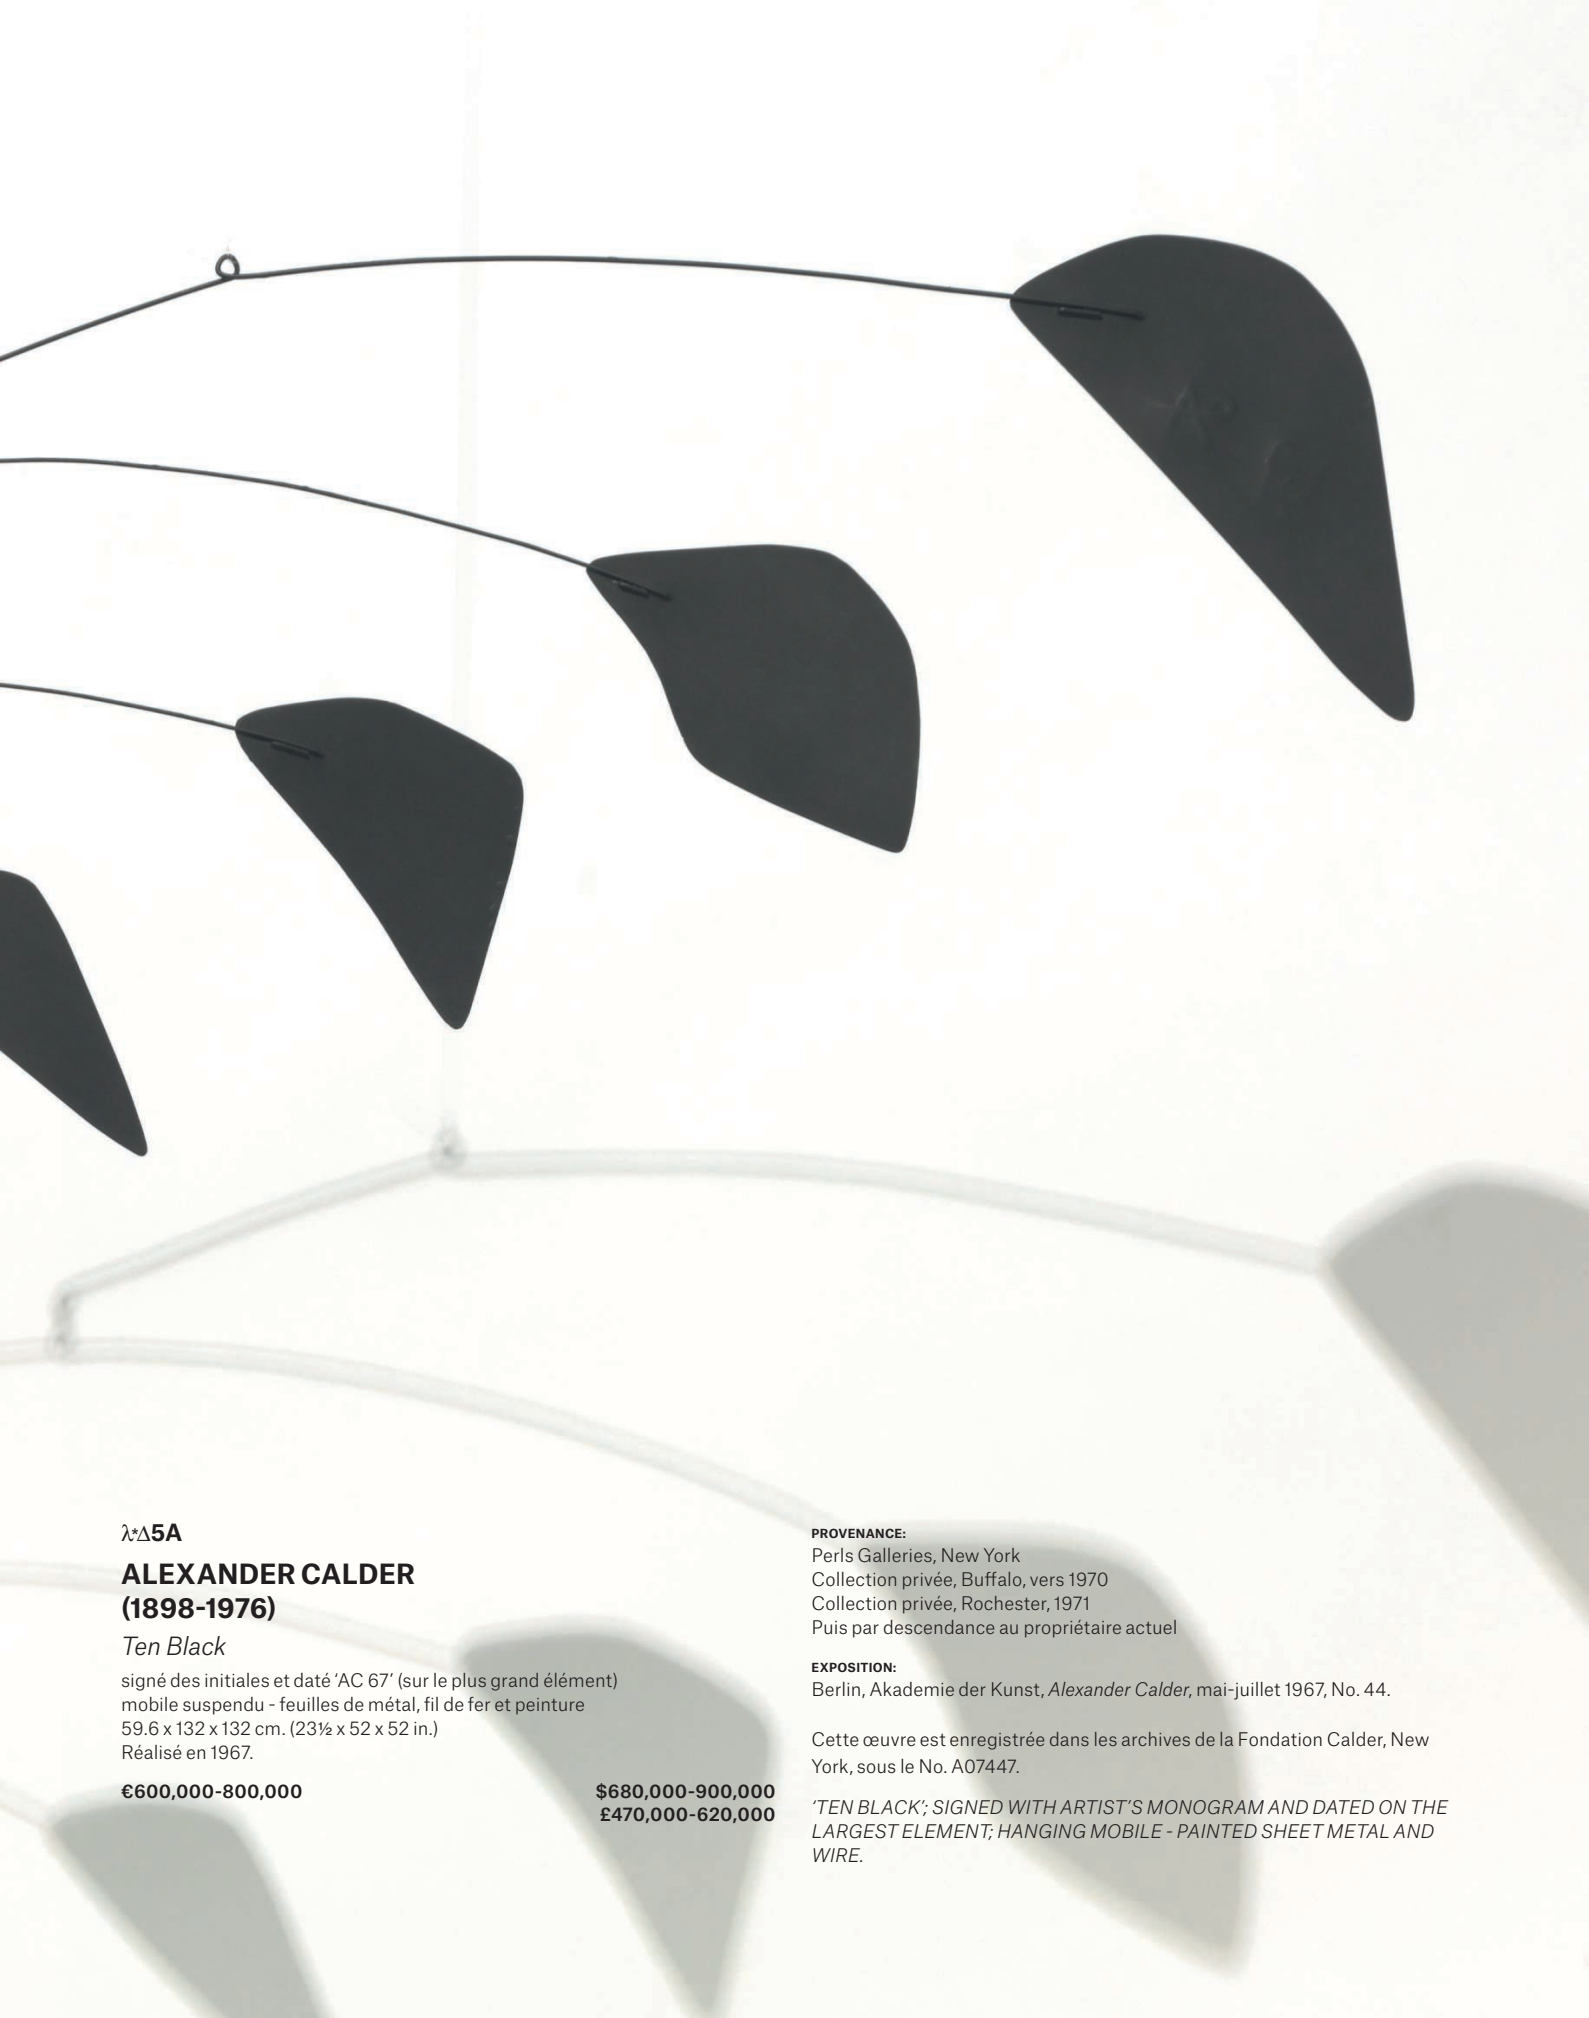 λ*Δ5A
ALEXANDER CALDER
(1898-1976)
Ten Black
signé des initiales et daté ‘AC 67’ (sur le plus grand élément)
mobile suspendu - feuilles de métal, fil de fer et peinture
59.6 x 132 x 132 cm. (23½ x 52 x 52 in.)
Réalisé en 1967.
€600,000-800,000 $680,000-900,000
£470,000-620,000
PROVENANCE:
Perls Galleries, New York
Collection privée, Buffalo, vers 1970
Collection privée, Rochester, 1971
Puis par descendance au propriétaire actuel
EXPOSITION:
Berlin, Akademie der Kunst, Alexander Calder, mai-juillet 1967, No. 44.
Cette œuvre est enregistrée dans les archives de la Fondation Calder, New
York, sous le No. A07447.
‘TEN BLACK’; SIGNED WITH ARTIST’S MONOGRAM AND DATED ON THE
LARGEST ELEMENT; HANGING MOBILE - PAINTED SHEET METAL AND
WIRE.